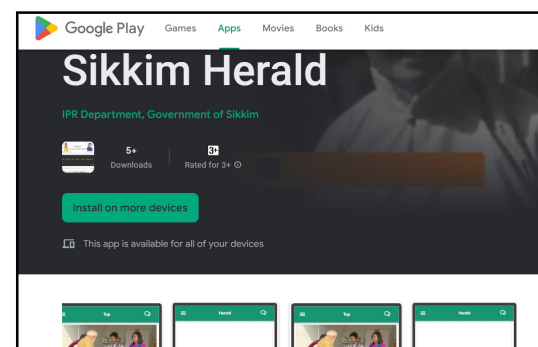 Google Play Games Apps Movies Books Kids
Sikkim Herald
IPR Department, Government of Sikkim
5+
Downloads
3+
Rated for 3+
Install on more devices
This app is available for all of your devices
Top Herald Top Herald